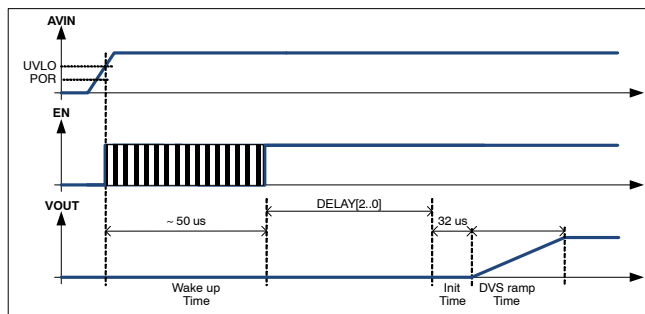 AVIN
UVLO
POR
EN
VOUT
DELAY[2..0]
~ 50 us
32 us
Wake up
Time
Init
Time
DVS ramp
Time